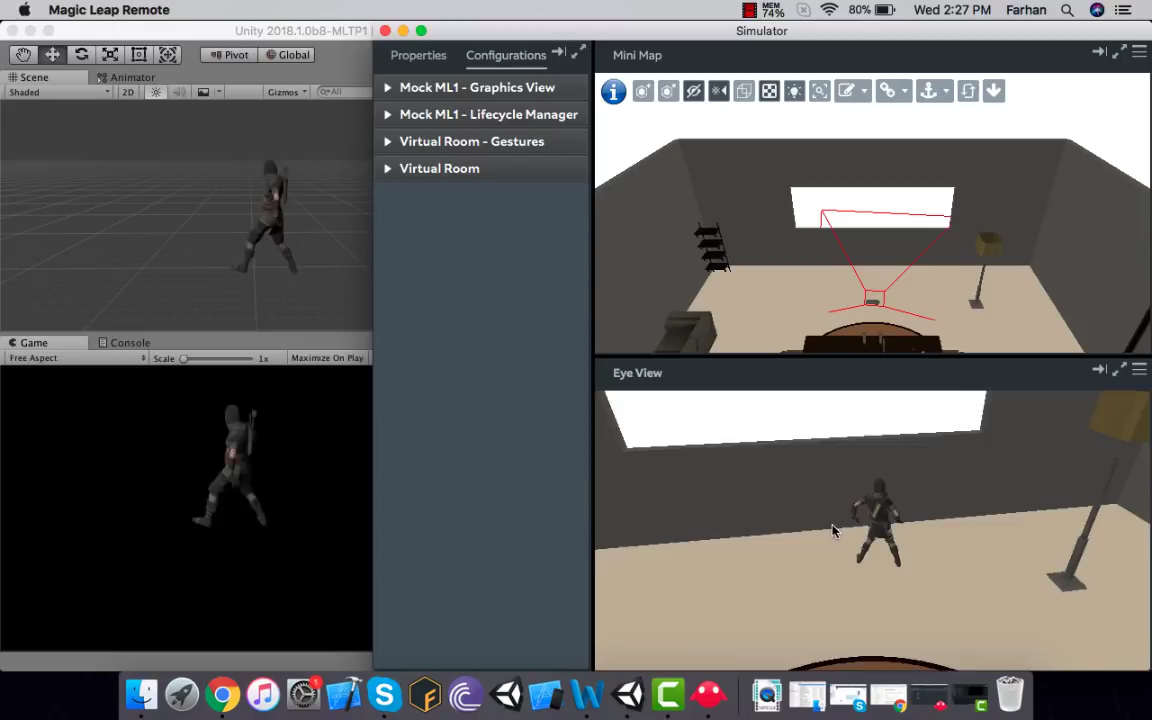 Magic Leap Remote
MEM
74%
80%
Wed 2:27 PM
Farhan
Unity 2018.1.0b8-MLTP1
Simulator
Pivot
Global
Scene
Animator
Shaded
2D
Gizmos
All
Game
Console
Free Aspect
Scale
1x
Maximize On Play
Properties
Configurations
Mock ML1 - Graphics View
Mock ML1 - Lifecycle Manager
Virtual Room - Gestures
Virtual Room
Mini Map
Eye View
1